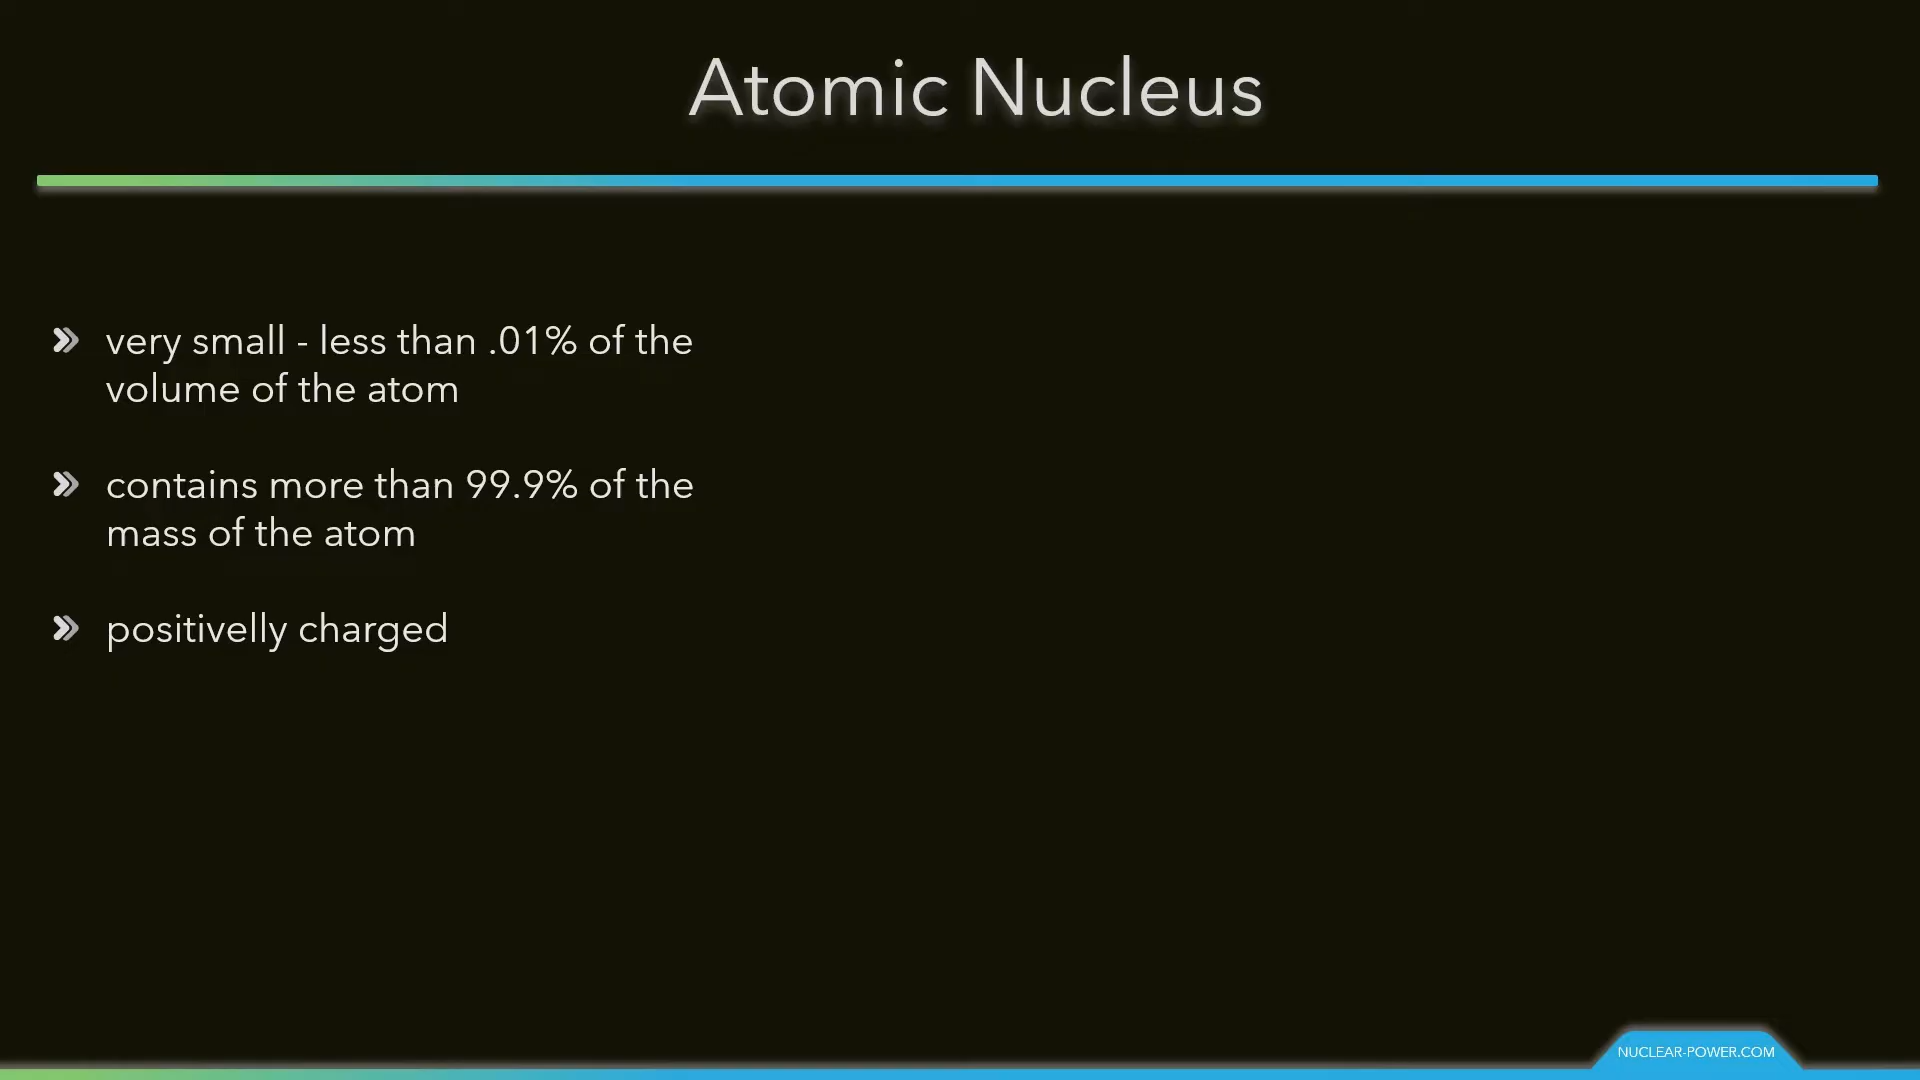 Atomic Nucleus
very small - less than .01% of the
volume of the atom
contains more than 99.9% of the
mass of the atom
positivelly charged
NUCLEAR-POWER.COM